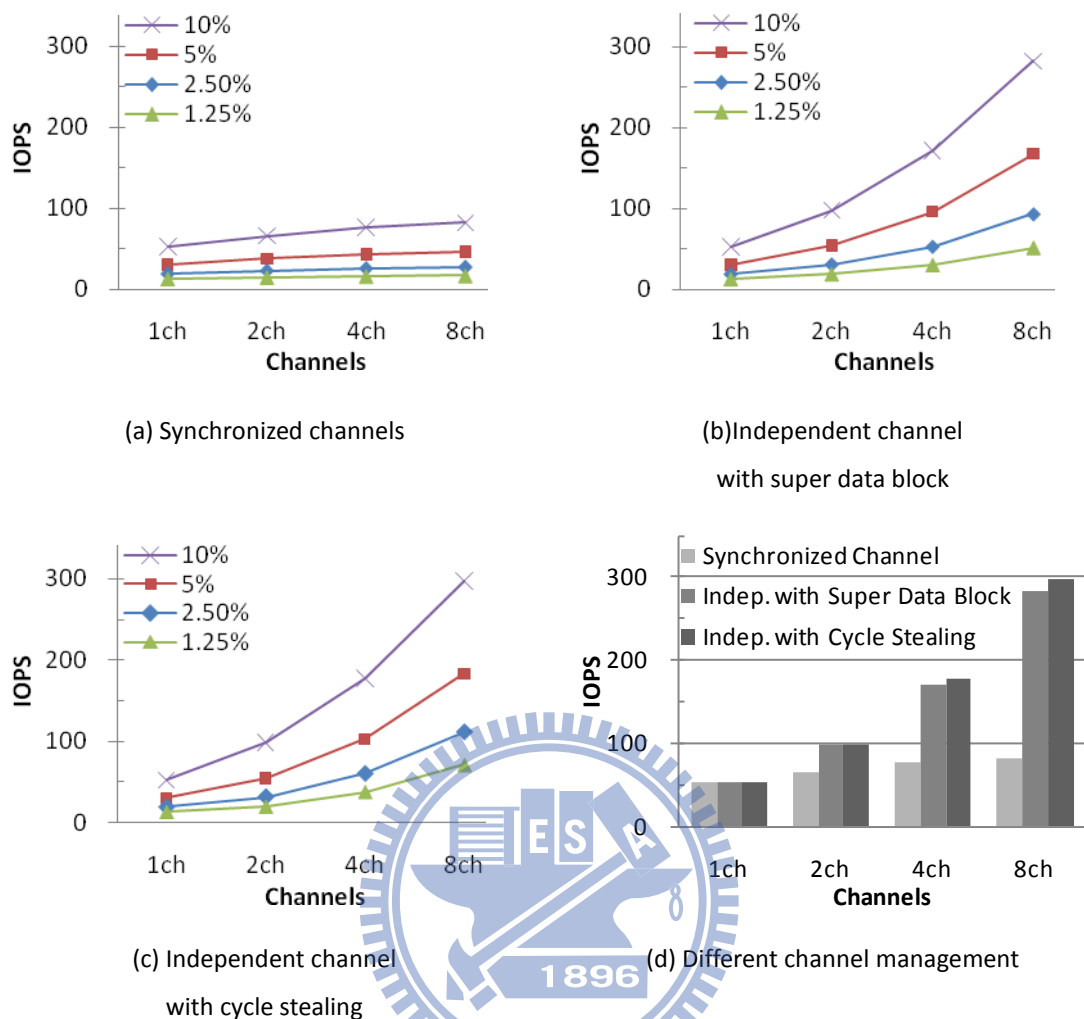 10%
5%
2.50%
1.25%
300
200
100
0
IOPS
1ch 2ch 4ch 8ch
Channels
(a) Synchronized channels
10%
5%
2.50%
1.25%
300
200
100
0
IOPS
1ch 2ch 4ch 8ch
Channels
(b)Independent channel
with super data block
10%
5%
2.50%
1.25%
300
200
100
0
IOPS
1ch 2ch 4ch 8ch
Channels
(c) Independent channel
with cycle stealing
Synchronized Channel
Indep. with Super Data Block
Indep. with Cycle Stealing
300
200
100
0
IOPS
1ch 2ch 4ch 8ch
Channels
(d) Different channel management
E S A
1896